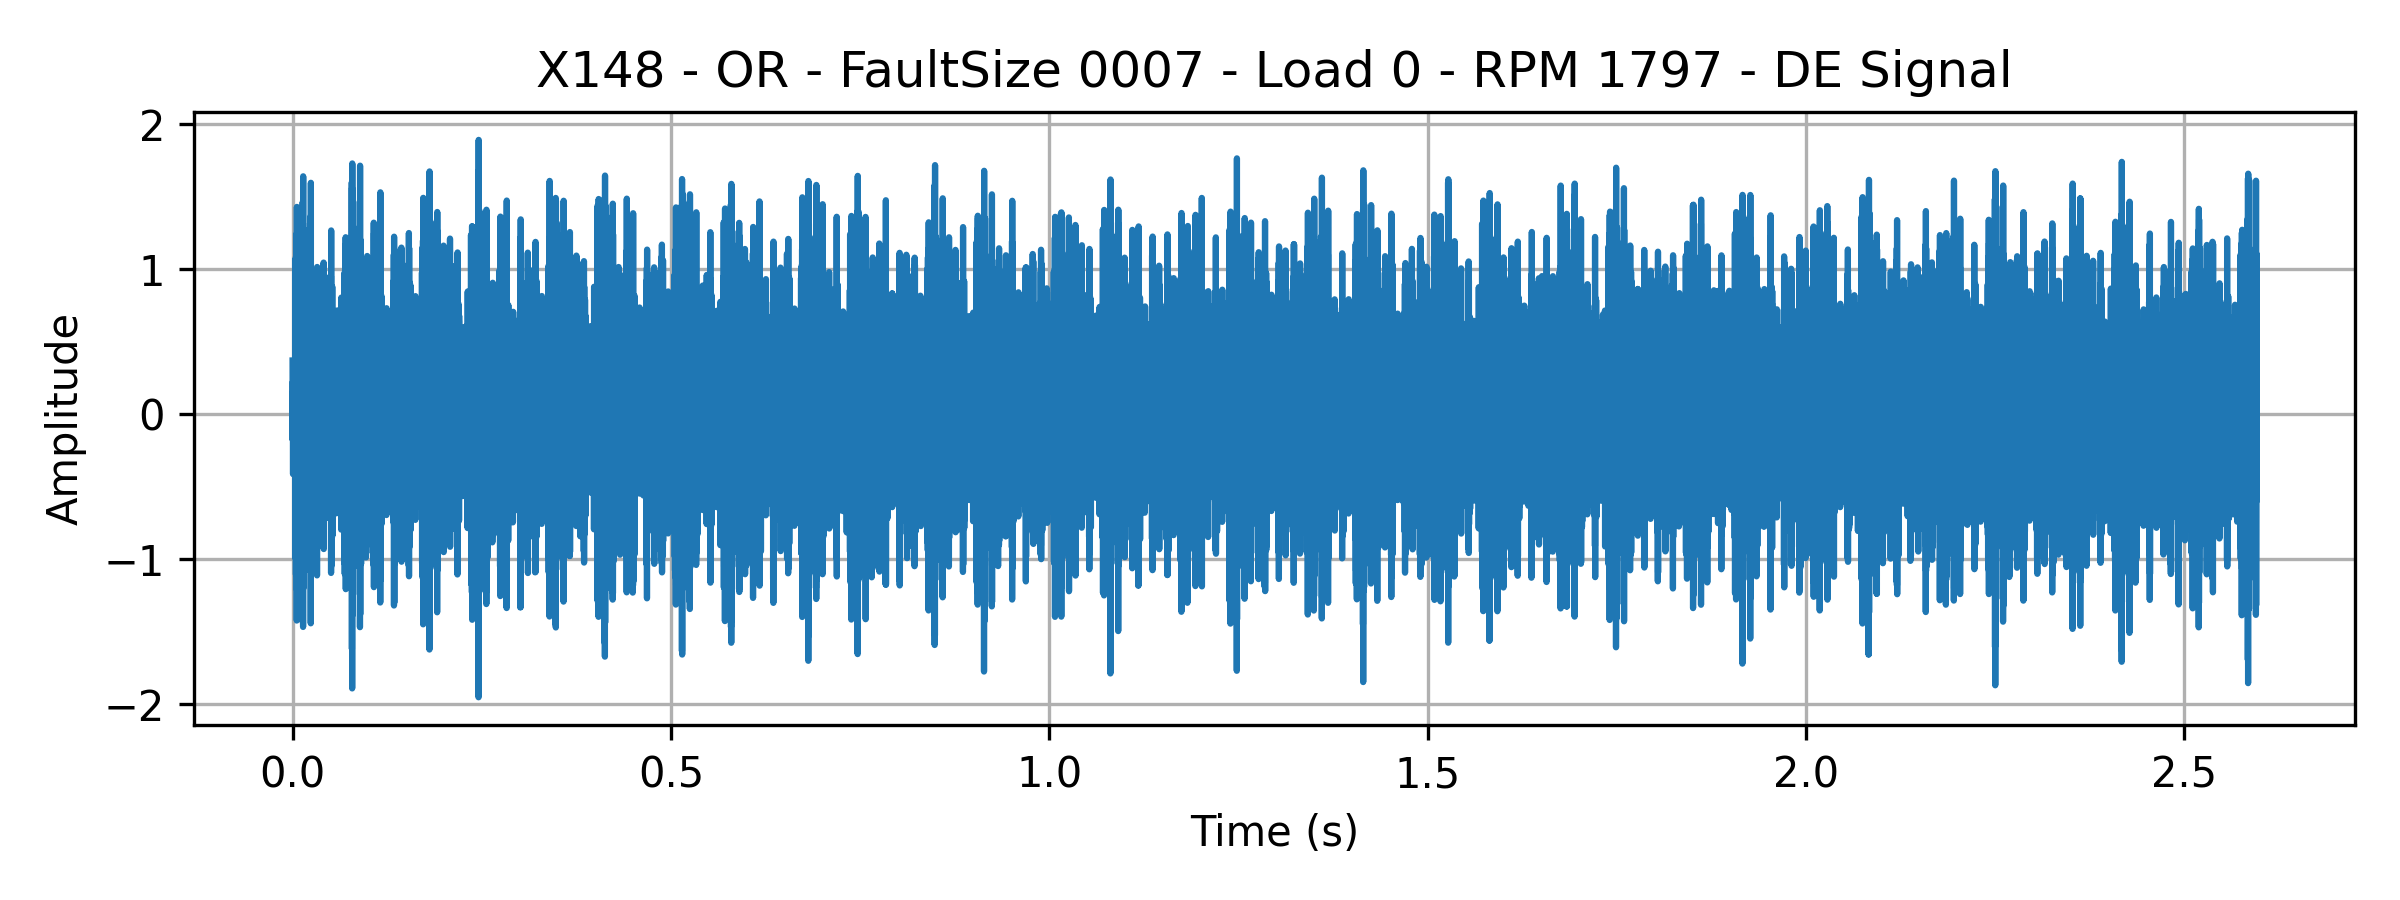 X148 - OR - FaultSize 0007 - Load 0 - RPM 1797 - DE Signal
2
1
0
−1
−2
Amplitude
0.0 0.5 1.0 1.5 2.0 2.5
Time (s)